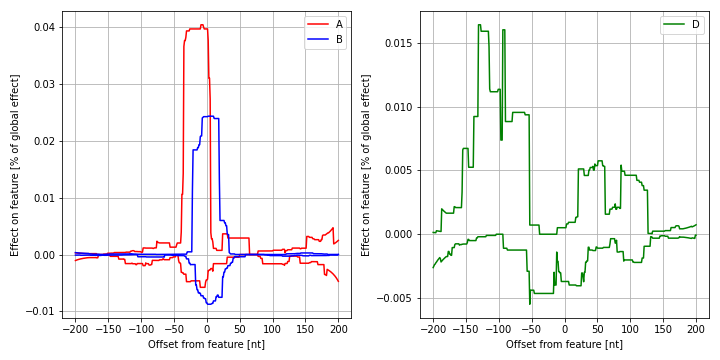 0.04
0.03
0.02
0.01
0.00
−0.01
Effect on feature [% of global effect]
−200 −150 −100 −50 0 50 100 150 200
Offset from feature [nt]
A
B
0.015
0.010
0.005
0.000
−0.005
Effect on feature [% of global effect]
−200 −150 −100 −50 0 50 100 150 200
Offset from feature [nt]
D